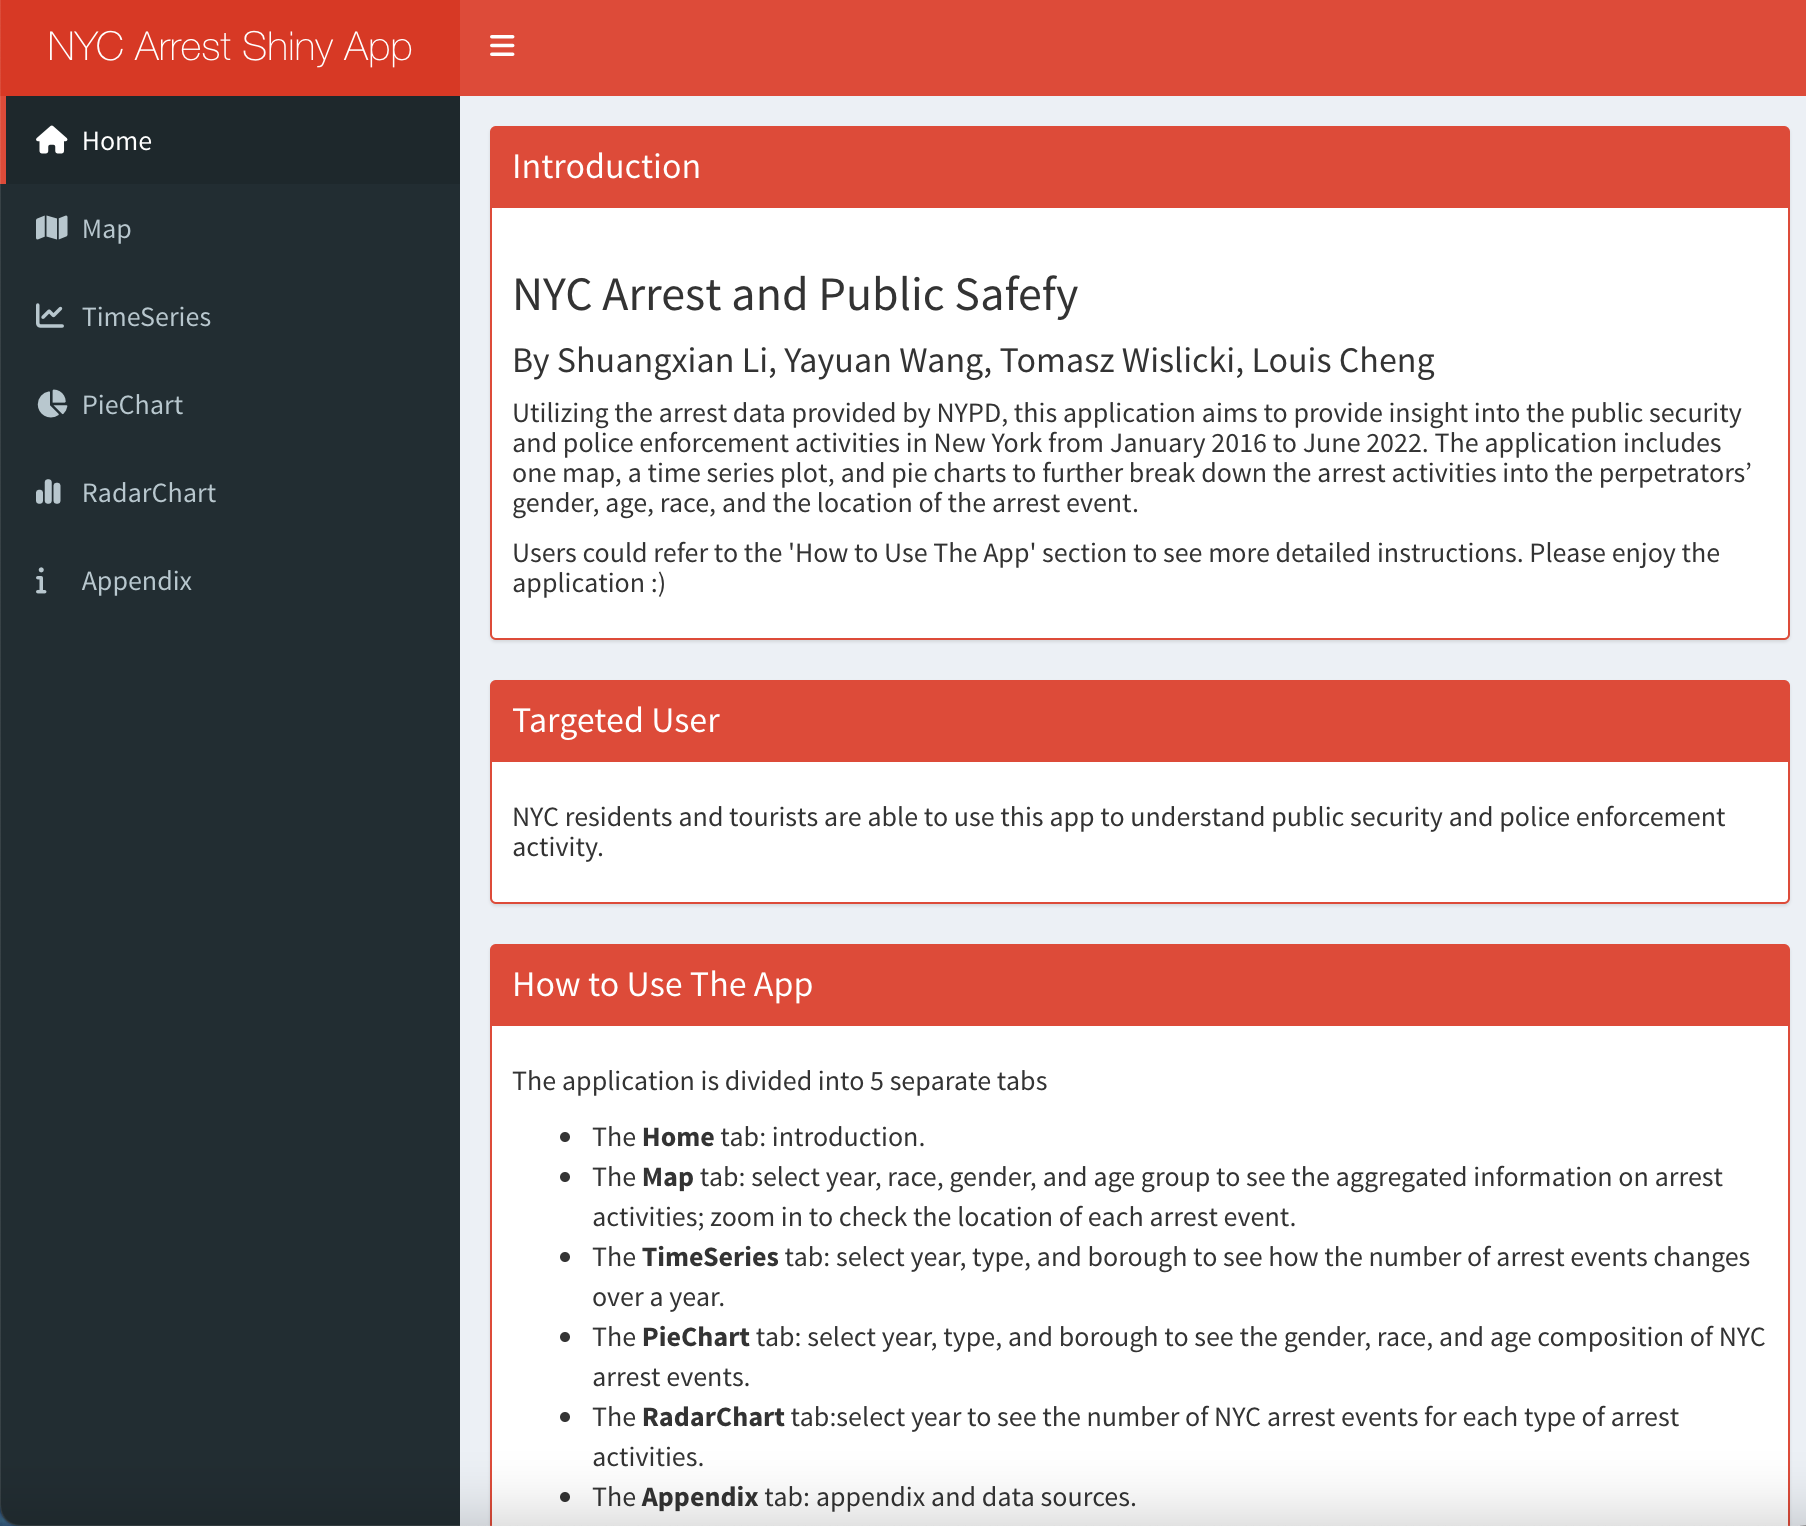 NYC Arrest Shiny App
Home
Map
TimeSeries
PieChart
RadarChart
Appendix
Introduction
NYC Arrest and Public Safefy
By Shuangxian Li, Yayuan Wang, Tomasz Wislicki, Louis Cheng
Utilizing the arrest data provided by NYPD, this application aims to provide insight into the public security
and police enforcement activities in New York from January 2016 to June 2022. The application includes
one map, a time series plot, and pie charts to further break down the arrest activities into the perpetrators’
gender, age, race, and the location of the arrest event.
Users could refer to the 'How to Use The App' section to see more detailed instructions. Please enjoy the
application :)
Targeted User
NYC residents and tourists are able to use this app to understand public security and police enforcement
activity.
How to Use The App
The application is divided into 5 separate tabs
• The Home tab: introduction.
• The Map tab: select year, race, gender, and age group to see the aggregated information on arrest
activities; zoom in to check the location of each arrest event.
• The TimeSeries tab: select year, type, and borough to see how the number of arrest events changes
over a year.
• The PieChart tab: select year, type, and borough to see the gender, race, and age composition of NYC
arrest events.
• The RadarChart tab:select year to see the number of NYC arrest events for each type of arrest
activities.
• The Appendix tab: appendix and data sources.